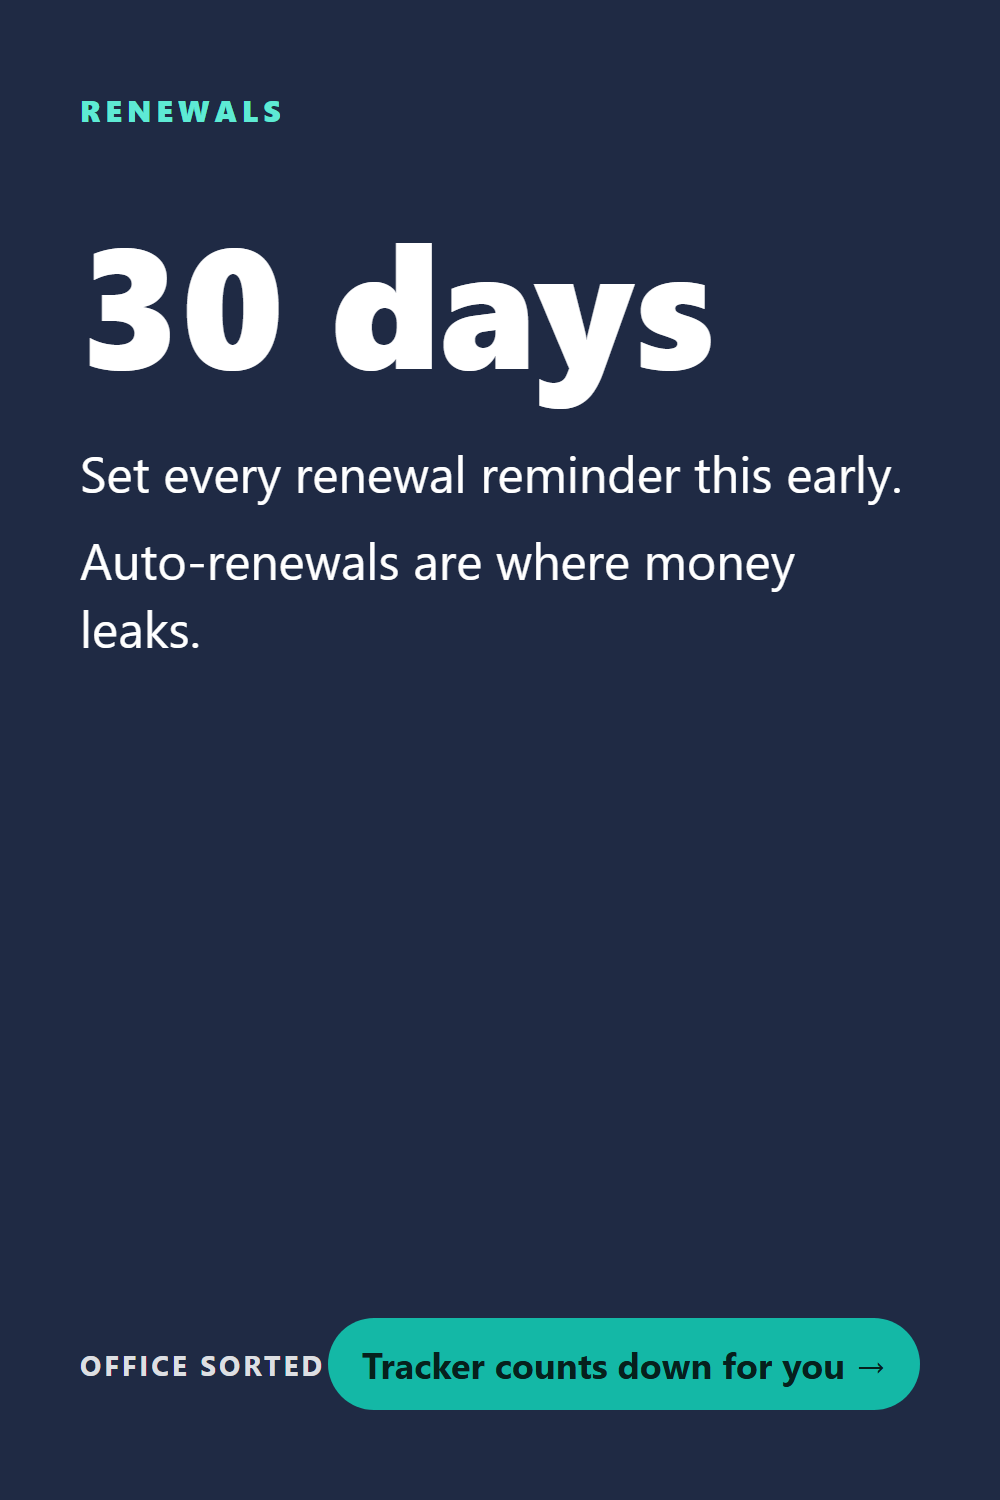 RENEWALS
30 days
Set every renewal reminder this early.
Auto-renewals are where money
leaks.
OFFICE SORTED
Tracker counts down for you →